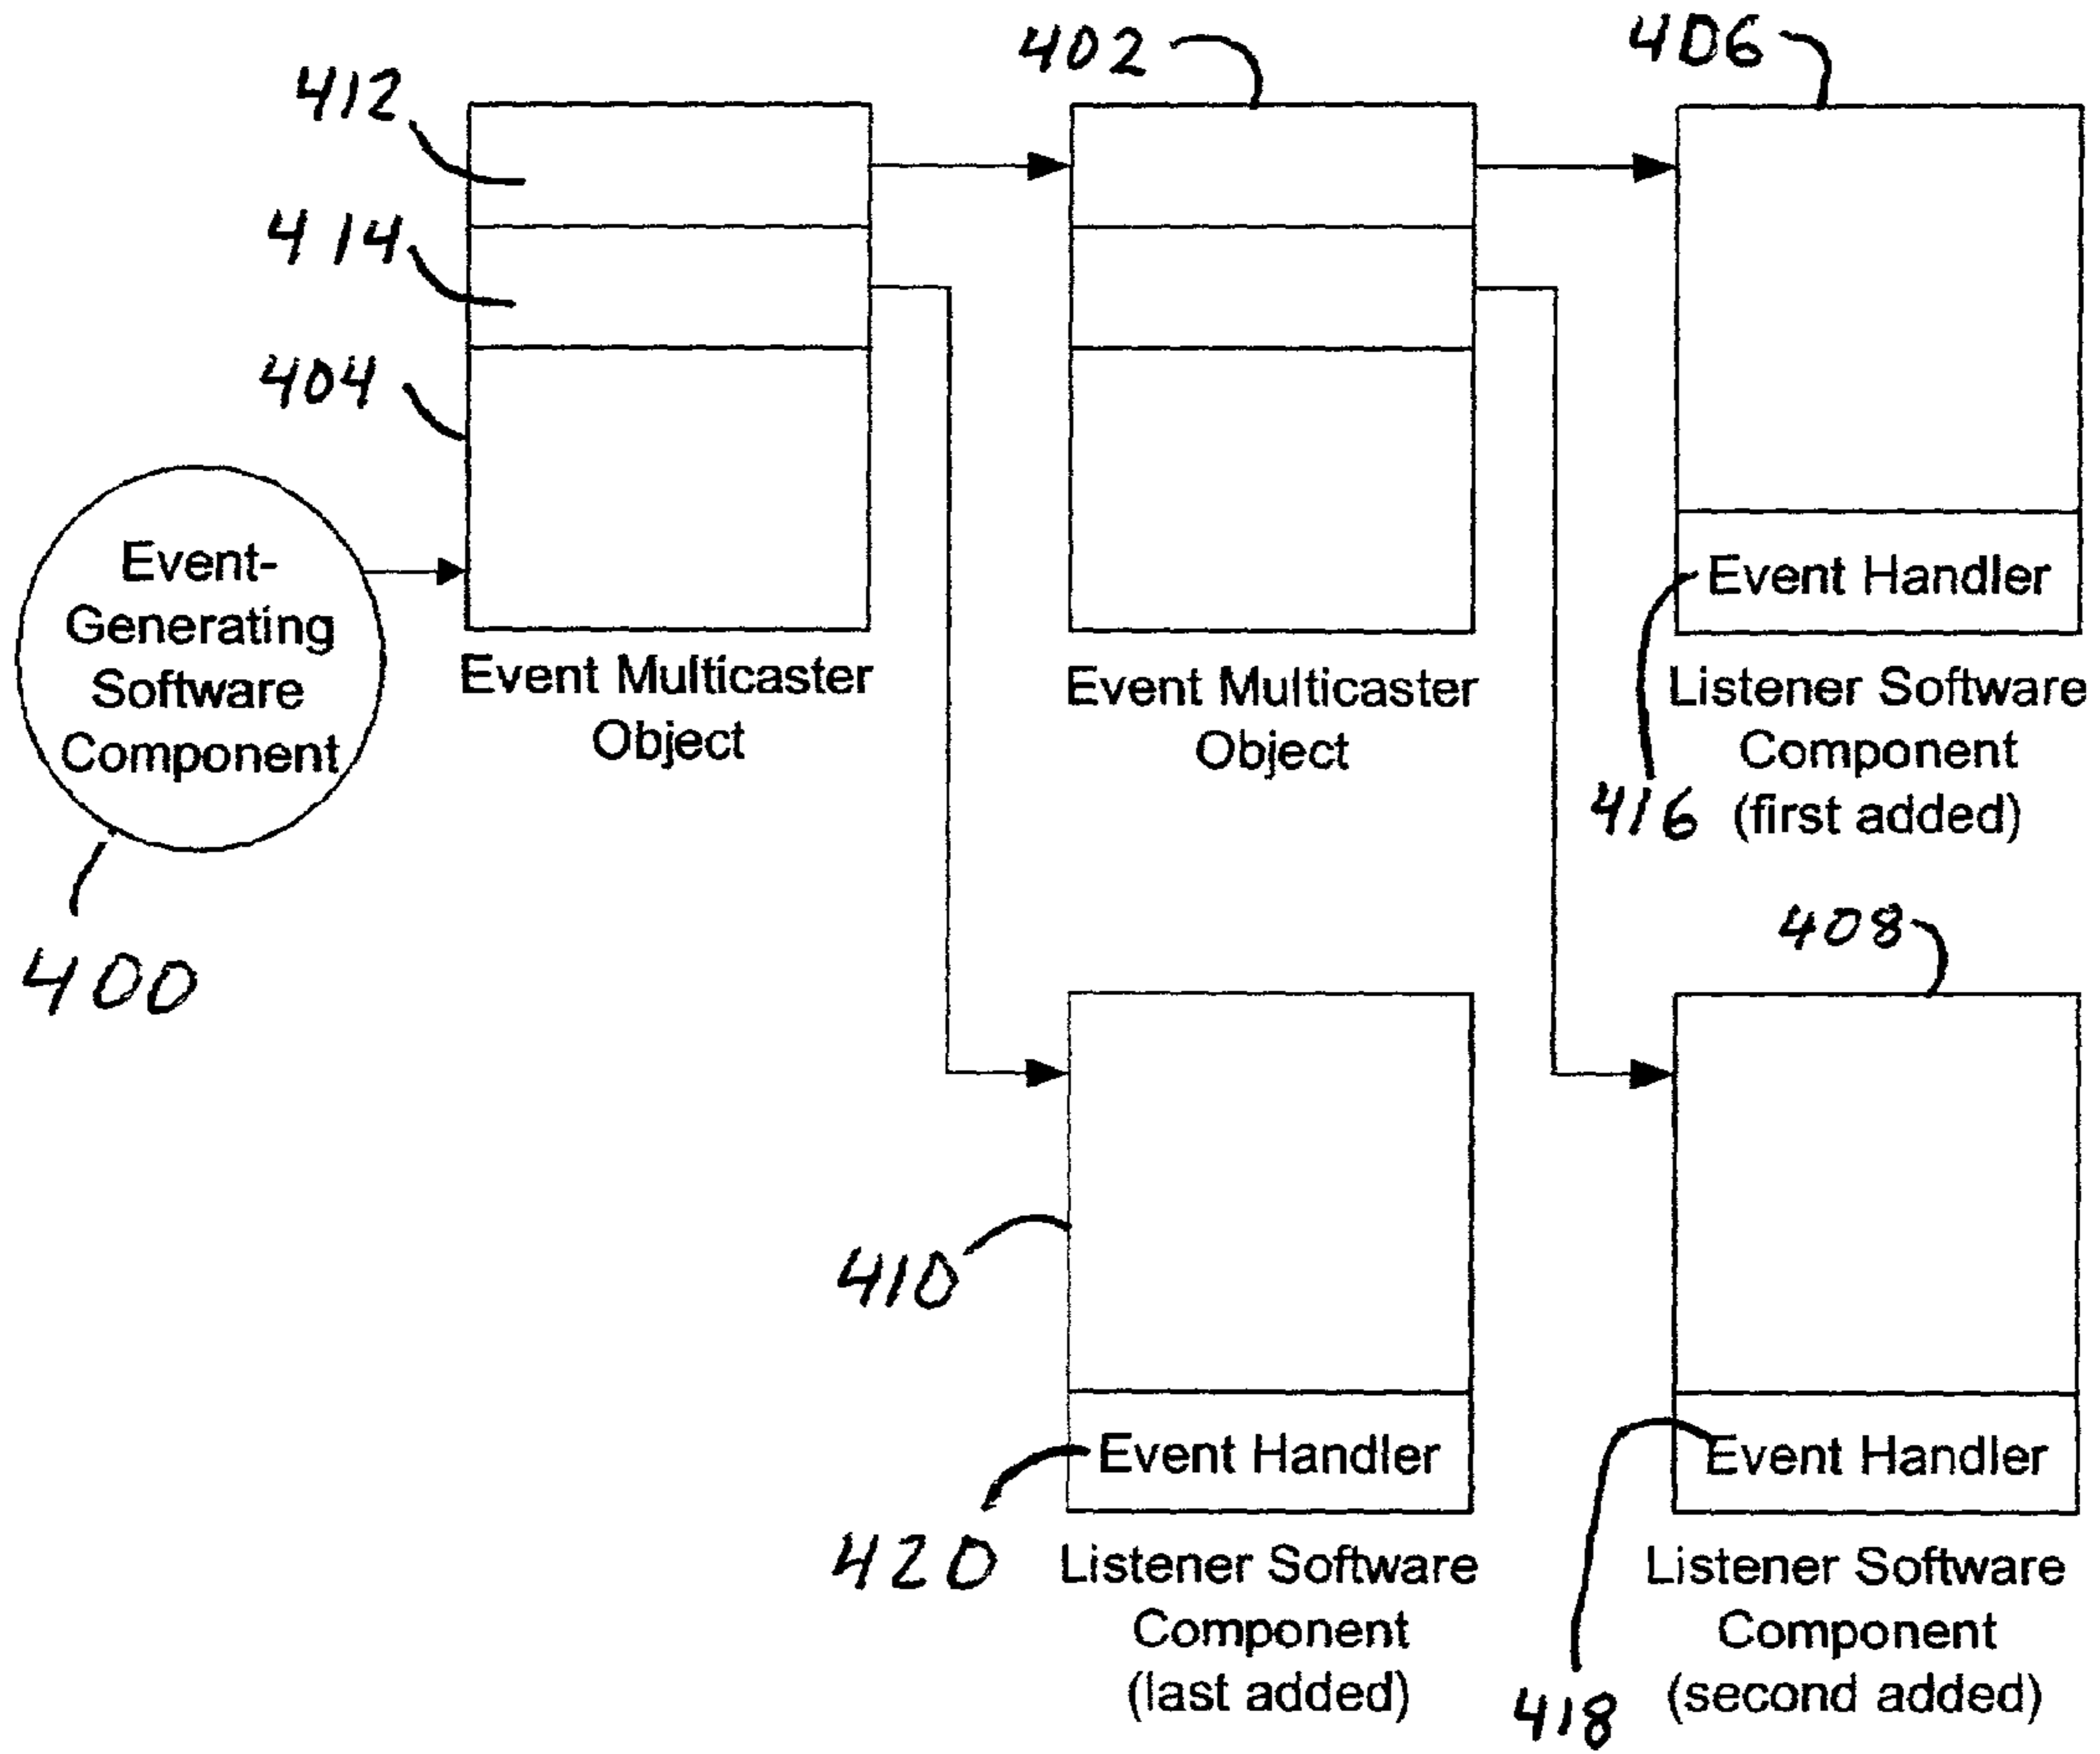 402
406
412
414
404
Event-
Generating
Software
Component
400
Event Multicaster
Object
Event Multicaster
Object
Event Handler
Listener Software
Component
(first added)
416
408
410
Event Handler
420
Listener Software
Component
(last added)
Event Handler
418
Listener Software
Component
(second added)